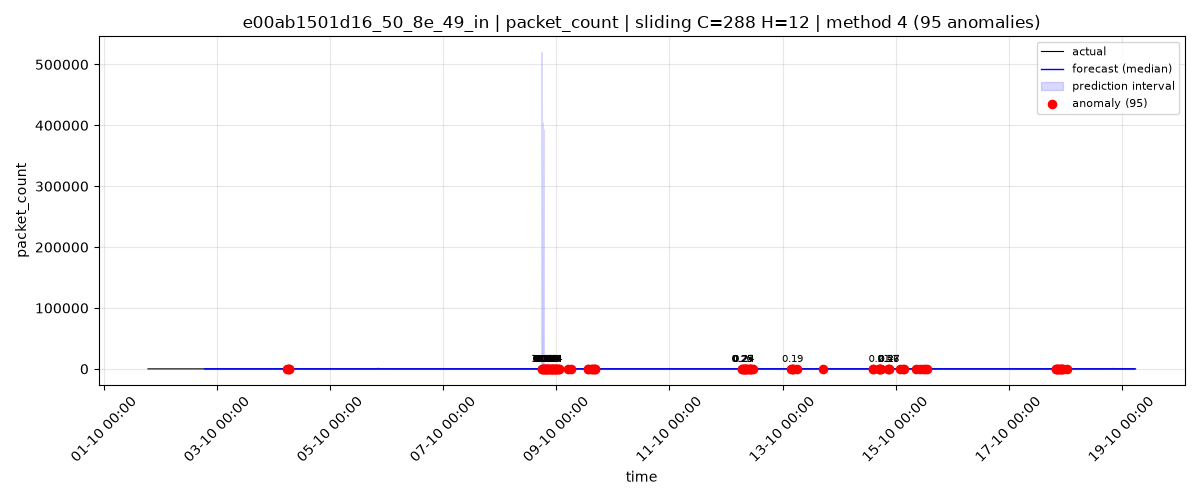 e00ab1501d16_50_8e_49_in | packet_count | sliding C=288 H=12 | method 4 (95 anomalies)
actual
forecast (median)
prediction interval
anomaly (95)
packet_count
500000
400000
300000
200000
100000
0
0.19
01-10 00:00
03-10 00:00
05-10 00:00
07-10 00:00
09-10 00:00
11-10 00:00
13-10 00:00
15-10 00:00
17-10 00:00
19-10 00:00
time